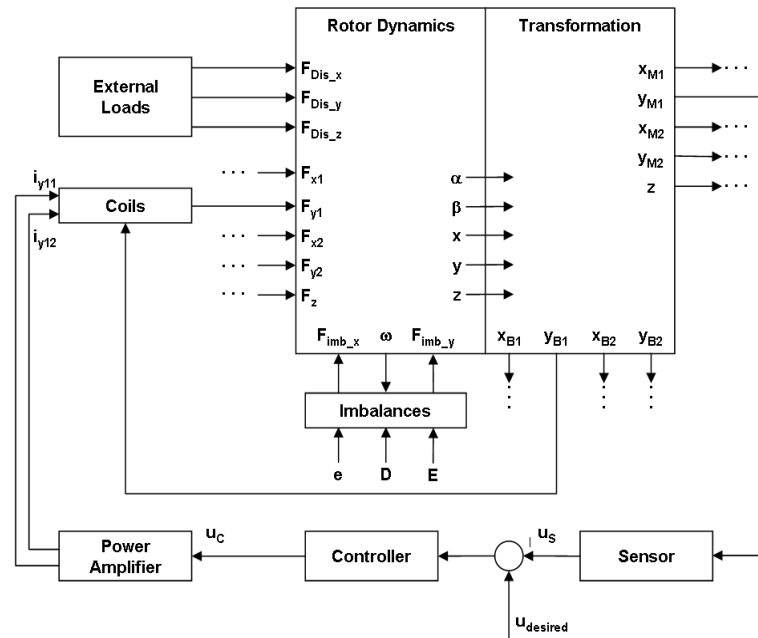 Rotor Dynamics
Transformation
External
Loads
F_Dis_x
F_Dis_y
F_Dis_z
x_M1
y_M1
x_M2
y_M2
z
i_y11
i_y12
Coils
F_x1
F_y1
F_x2
F_y2
F_z
α
β
x
y
z
F_imb_x
ω
F_imb_y
x_B1
y_B1
x_B2
y_B2
Imbalances
e
D
E
Power
Amplifier
u_C
Controller
u_S
Sensor
u_desired